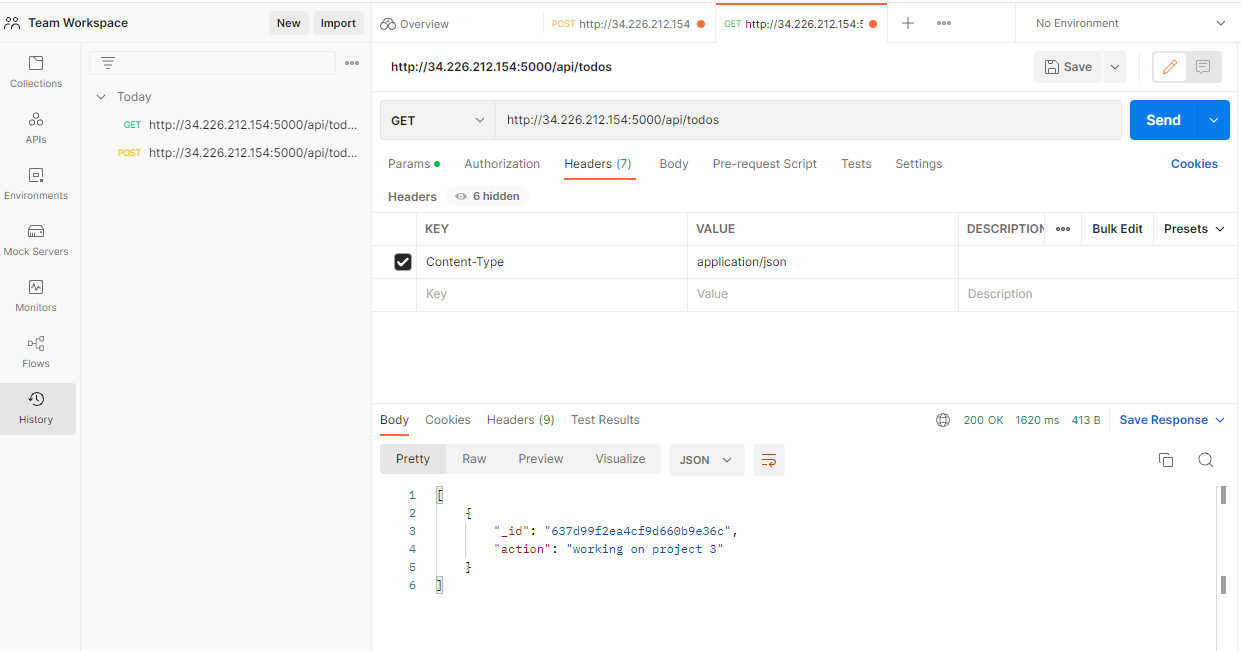 Team Workspace
New
Import
Overview
POST http://34.226.212.154
GET http://34.226.212.154:5
No Environment
Collections
APIs
Environments
Mock Servers
Monitors
Flows
History
Today
GET http://34.226.212.154:5000/api/tod...
POST http://34.226.212.154:5000/api/tod...
http://34.226.212.154:5000/api/todos
Save
GET
http://34.226.212.154:5000/api/todos
Send
Params
Authorization
Headers (7)
Body
Pre-request Script
Tests
Settings
Cookies
Headers
6 hidden
KEY
VALUE
DESCRIPTION
Bulk Edit
Presets
Content-Type
application/json
Key
Value
Description
Body
Cookies
Headers (9)
Test Results
200 OK
1620 ms
413 B
Save Response
Pretty
Raw
Preview
Visualize
JSON
1 [
2 {
3 "_id": "637d99f2ea4cf9d660b9e36c",
4 "action": "working on project 3"
5 }
6 ]